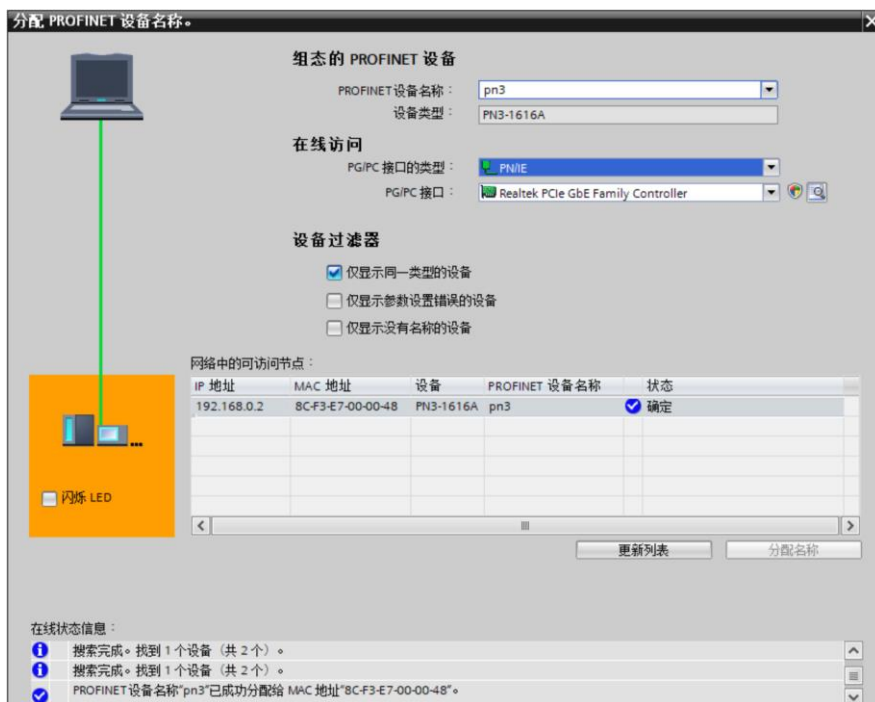 分配 PROFINET 设备名称。
组态的 PROFINET 设备
PROFINET设备名称： pn3
设备类型： PN3-1616A
在线访问
PG/PC 接口的类型： PN/IE
PG/PC 接口： Realtek PCIe GbE Family Controller
设备过滤器
仅显示同一类型的设备
仅显示参数设置错误的设备
仅显示没有名称的设备
网络中的可访问节点：
IP 地址 MAC 地址 设备 PROFINET 设备名称 状态
192.168.0.2 8C-F3-E7-00-00-48 PN3-1616A pn3 确定
闪烁 LED
更新列表 分配名称
在线状态信息：
搜索完成。找到 1 个设备（共 2 个）。
搜索完成。找到 1 个设备（共 2 个）。
PROFINET设备名称“pn3”已成功分配给 MAC 地址“8C-F3-E7-00-00-48”。